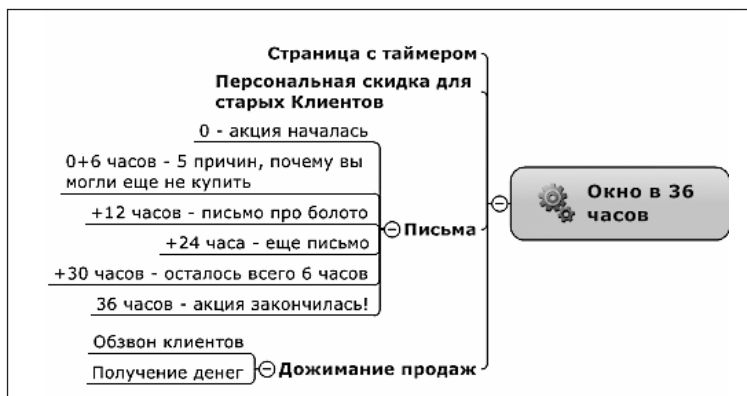 Страница с таймером
Персональная скидка для
старых Клиентов
0 - акция началась
0+6 часов - 5 причин, почему вы
могли еще не купить
+12 часов - письмо про болото
+24 часа - еще письмо
+30 часов - осталось всего 6 часов
36 часов - акция закончилась!
Письма
Обзвон клиентов
Получение денег
Дожимание продаж
Окно в 36
часов